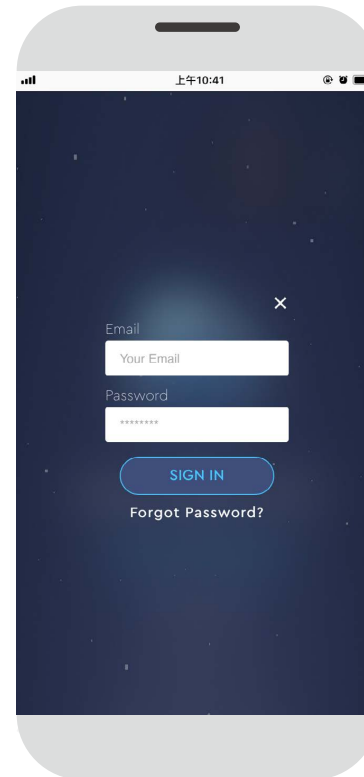 上午10:41
Email
Your Email
Password
********
SIGN IN
Forgot Password?